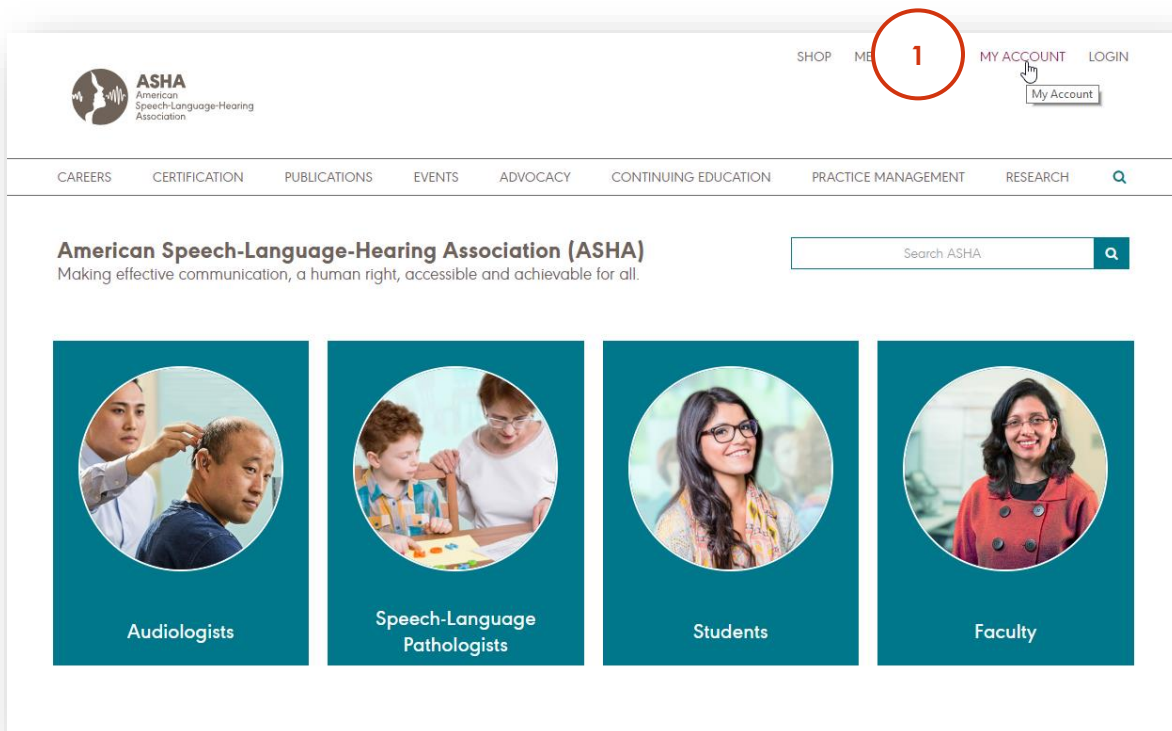 SHOP 1 MY ACCOUNT LOGIN
My Account
ASHA
American
Speech-Language-Hearing
Association
CAREERS CERTIFICATION PUBLICATIONS EVENTS ADVOCACY CONTINUING EDUCATION PRACTICE MANAGEMENT RESEARCH
American Speech-Language-Hearing Association (ASHA)
Making effective communication, a human right, accessible and achievable for all.
Search ASHA
Audiologists
Speech-Language
Pathologists
Students
Faculty